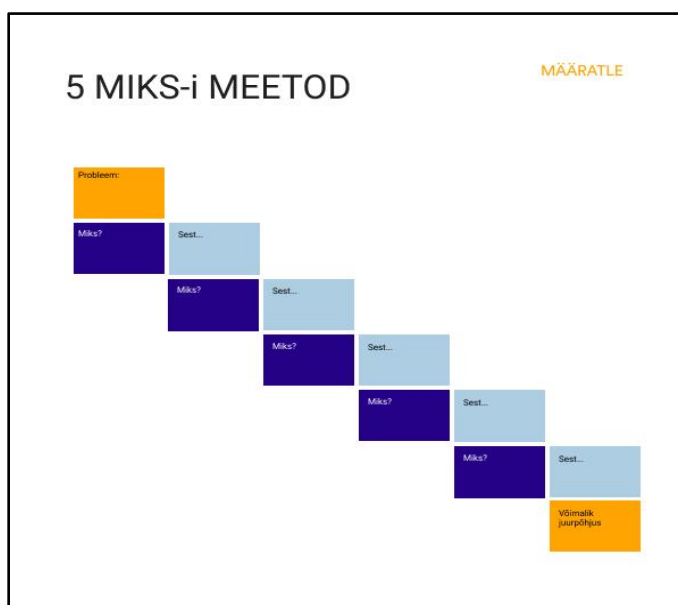 5 MIKS-i MEETOD
MÄÄRATLE
Probleem:
Miks?
Sest...
Miks?
Sest...
Miks?
Sest...
Miks?
Sest...
Miks?
Sest...
Võimalik
juurpõhjus